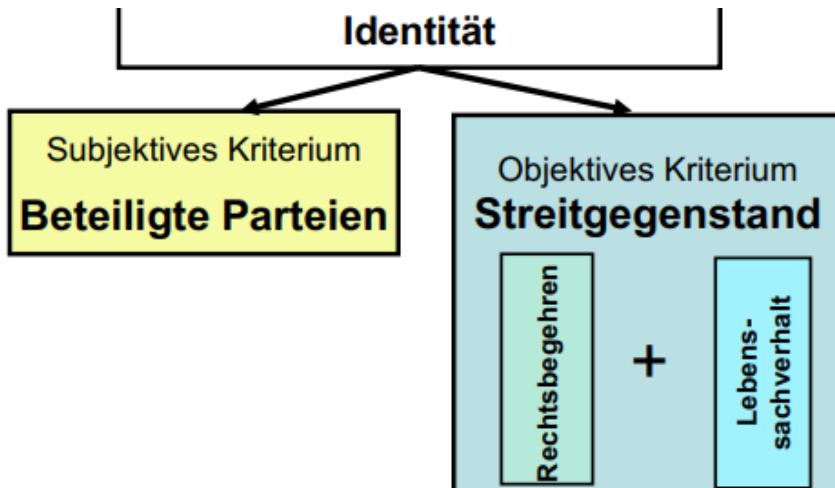 Identität
Subjektives Kriterium
Beteiligte Parteien
Objektives Kriterium
Streitgegenstand
Rechtsbegehren
+
Lebens-
sachverhalt